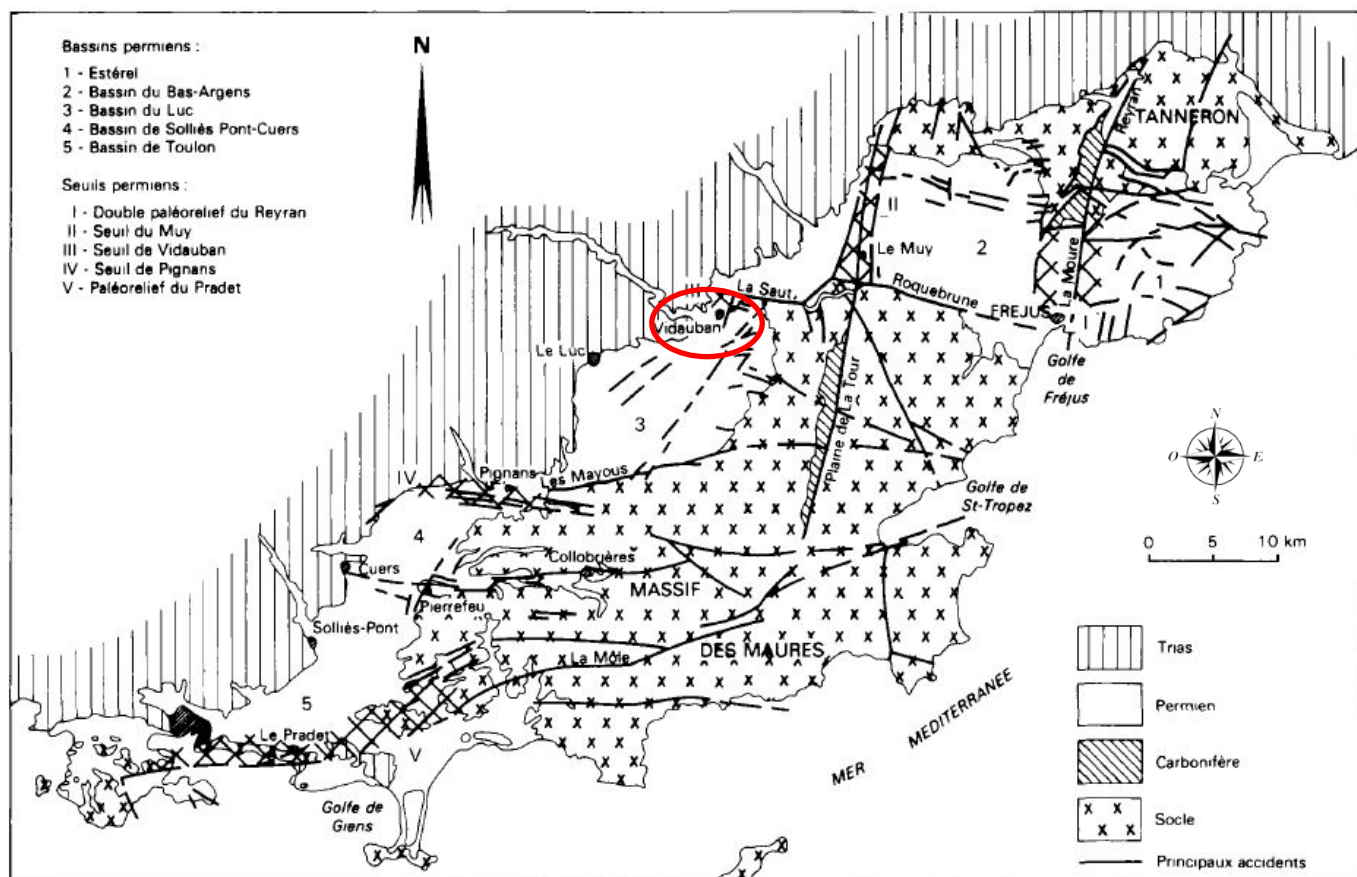 Bassins permiens :
1 - Estérel
2 - Bassin du Bas-Argens
3 - Bassin du Luc
4 - Bassin de Solliès Pont-Cuers
5 - Bassin de Toulon
Seuils permiens :
I - Double paléorelief du Reyran
II - Seuil du Muy
III - Seuil de Vidauban
IV - Seuil de Pignans
V - Paléorelief du Pradet
N
Reyran
TANNERON
II
2
Le Muy
La Moure
1
III
La Saut
Roquebrune
FREJUS
I
Vidauban
Le Luc
Golfe
de
Fréjus
Plaine de La Tour
3
N
O E
S
Pignans
Les Mayous
IV
Golfe de
St-Tropez
4
0 5 10 km
Cuers
Collobrières
MASSIF
Pierrefeu
Solliès-Pont
DES MAURES
La Môle
Trias
5
MEDITERRANEE
Permien
Le Pradet
V
MER
Carbonifère
Golfe de
Giens
Socle
Principaux accidents